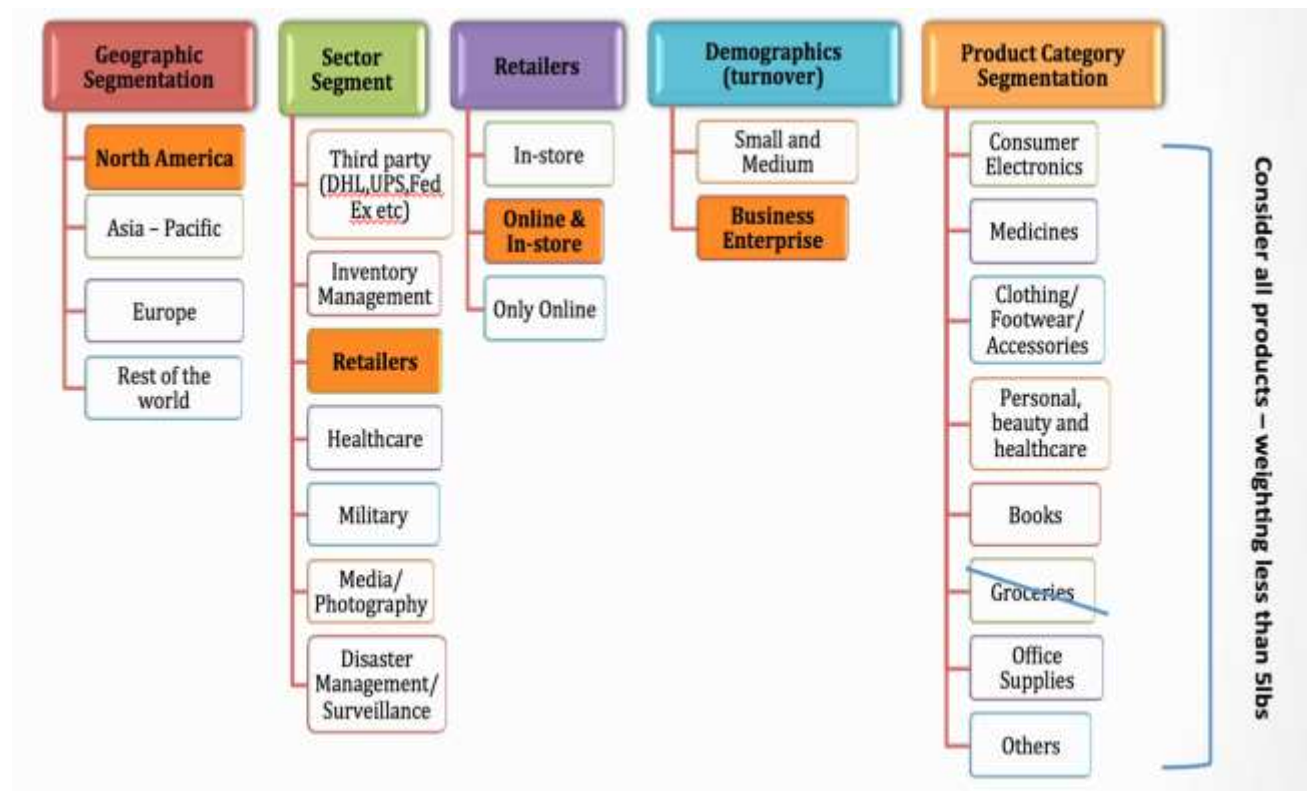 Geographic
Segmentation
North America
Asia – Pacific
Europe
Rest of the
world
Sector
Segment
Third party
(DHL,UPS,Fed
Ex etc)
Inventory
Management
Retailers
Healthcare
Military
Media/
Photography
Disaster
Management/
Surveillance
Retailers
In-store
Online &
In-store
Only Online
Demographics
(turnover)
Small and
Medium
Business
Enterprise
Product Category
Segmentation
Consumer
Electronics
Medicines
Clothing/
Footwear/
Accessories
Personal,
beauty and
healthcare
Books
Groceries
Office
Supplies
Others
Consider all products – weighting less than 5lbs